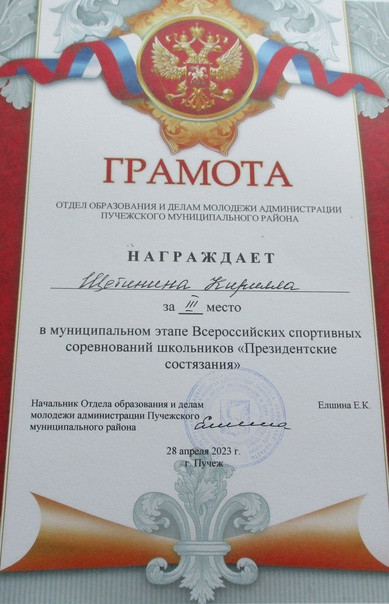 ГРАМОТА
ОТДЕЛ ОБРАЗОВАНИЯ И ДЕЛАМ МОЛОДЕЖИ АДМИНИСТРАЦИИ
ПУЧЕЖСКОГО МУНИЦИПАЛЬНОГО РАЙОНА
НАГРАЖДАЕТ
Щетинина Кирилла
за III место
в муниципальном этапе Всероссийских спортивных
соревнований школьников «Президентские
состязания»
Начальник Отдела образования и делам
молодежи администрации Пучежского
муниципального района
Елшина Е.К.
28 апреля 2023 г.
г. Пучеж